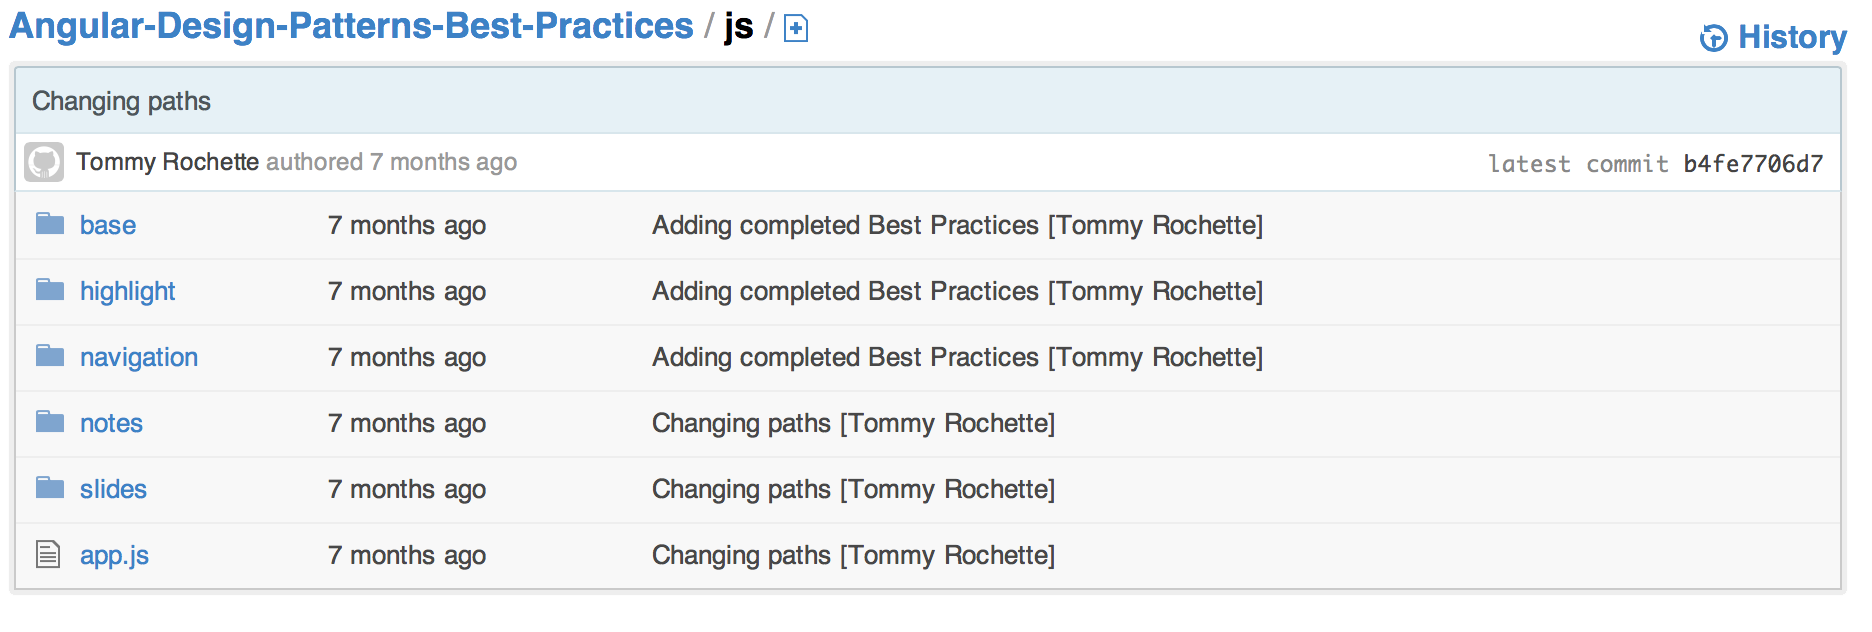 Angular-Design-Patterns-Best-Practices / js /
History
Changing paths
Tommy Rochette authored 7 months ago
latest commit b4fe7706d7
base 7 months ago Adding completed Best Practices [Tommy Rochette]
highlight 7 months ago Adding completed Best Practices [Tommy Rochette]
navigation 7 months ago Adding completed Best Practices [Tommy Rochette]
notes 7 months ago Changing paths [Tommy Rochette]
slides 7 months ago Changing paths [Tommy Rochette]
app.js 7 months ago Changing paths [Tommy Rochette]